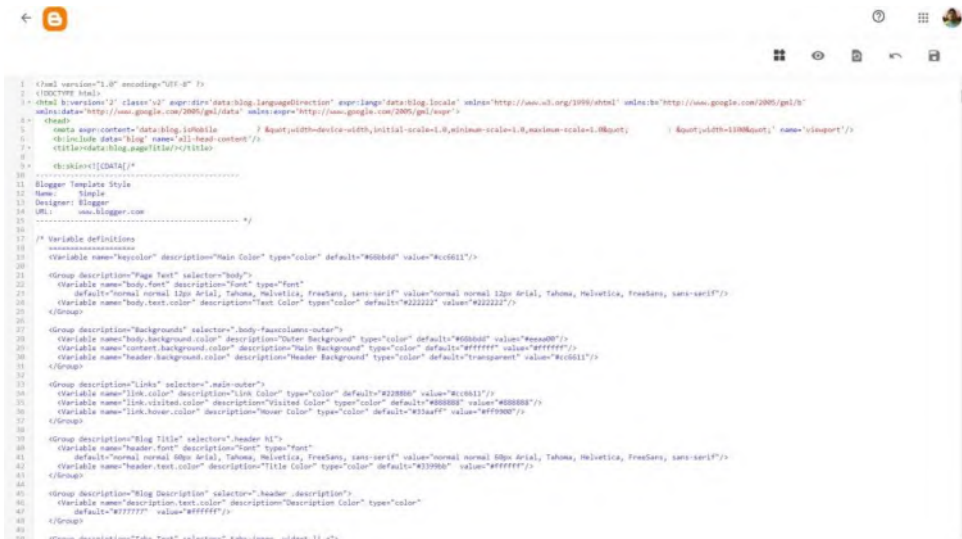 1 <?xml version="1.0" encoding="UTF-8" ?>
2 <!DOCTYPE html>
3 <html b:version='2' class='v2' expr:dir='data:blog.languageDirection' expr:lang='data:blog.locale' xmlns='http://www.w3.org/1999/xhtml' xmlns:b='http://www.google.com/2005/gml/b'
xmlns:data='http://www.google.com/2005/gml/data' xmlns:expr='http://www.google.com/2005/gml/expr'>
4 <head>
5 <meta expr:content='data:blog.isMobile ? &quot;width=device-width,initial-scale=1.0,minimum-scale=1.0,maximum-scale=1.0&quot; : &quot;width=1100&quot;' name='viewport'/>
6 <b:include data='blog' name='all-head-content'/>
7 <title><data:blog.pageTitle/></title>
8
9 <b:skin><![CDATA[/*
10 -----------------------------------------------
11 Blogger Template Style
12 Name: Simple
13 Designer: Blogger
14 URL: www.blogger.com
15 ----------------------------------------------- */
16
17 /* Variable definitions
18 ====================
19 <Variable name="keycolor" description="Main Color" type="color" default="#66bbdd" value="#cc6611"/>
20
21 <Group description="Page Text" selector="body">
22 <Variable name="body.font" description="Font" type="font"
23 default="normal normal 12px Arial, Tahoma, Helvetica, FreeSans, sans-serif" value="normal normal 12px Arial, Tahoma, Helvetica, FreeSans, sans-serif"/>
24 <Variable name="body.text.color" description="Text Color" type="color" default="#222222" value="#222222"/>
25 </Group>
26
27 <Group description="Backgrounds" selector=".body-fauxcolumns-outer">
28 <Variable name="body.background.color" description="Outer Background" type="color" default="#66bbdd" value="#eeaa00"/>
29 <Variable name="content.background.color" description="Main Background" type="color" default="#ffffff" value="#ffffff"/>
30 <Variable name="header.background.color" description="Header Background" type="color" default="transparent" value="#cc6611"/>
31 </Group>
32
33 <Group description="Links" selector=".main-outer">
34 <Variable name="link.color" description="Link Color" type="color" default="#2288bb" value="#cc6611"/>
35 <Variable name="link.visited.color" description="Visited Color" type="color" default="#888888" value="#888888"/>
36 <Variable name="link.hover.color" description="Hover Color" type="color" default="#33aaff" value="#ff9900"/>
37 </Group>
38
39 <Group description="Blog Title" selector=".header h1">
40 <Variable name="header.font" description="Font" type="font"
41 default="normal normal 60px Arial, Tahoma, Helvetica, FreeSans, sans-serif" value="normal normal 60px Arial, Tahoma, Helvetica, FreeSans, sans-serif"/>
42 <Variable name="header.text.color" description="Title Color" type="color" default="#3399bb" value="#ffffff"/>
43 </Group>
44
45 <Group description="Blog Description" selector=".header .description">
46 <Variable name="description.text.color" description="Description Color" type="color"
47 default="#777777" value="#ffffff"/>
48 </Group>
49